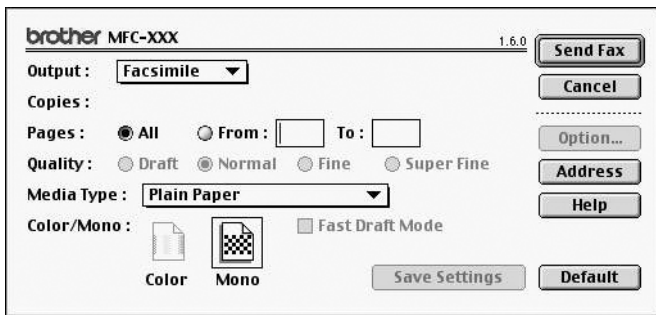 brother MFC-XXX 1.6.0
Send Fax
Output : Facsimile
Cancel
Copies :
Pages : All From : To :
Option...
Quality : Draft Normal Fine Super Fine
Address
Media Type : Plain Paper
Help
Color/Mono : Fast Draft Mode
Color Mono
Save Settings Default